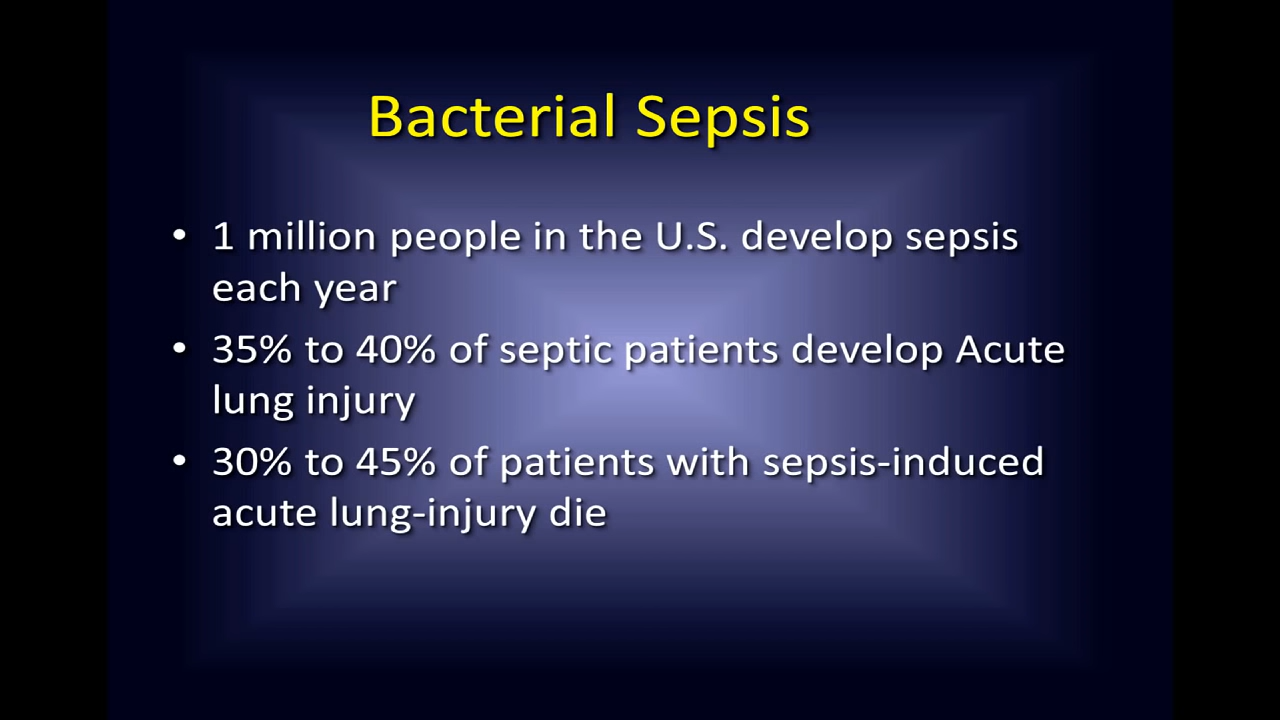 Bacterial Sepsis
• 1 million people in the U.S. develop sepsis
each year
• 35% to 40% of septic patients develop Acute
lung injury
• 30% to 45% of patients with sepsis-induced
acute lung-injury die